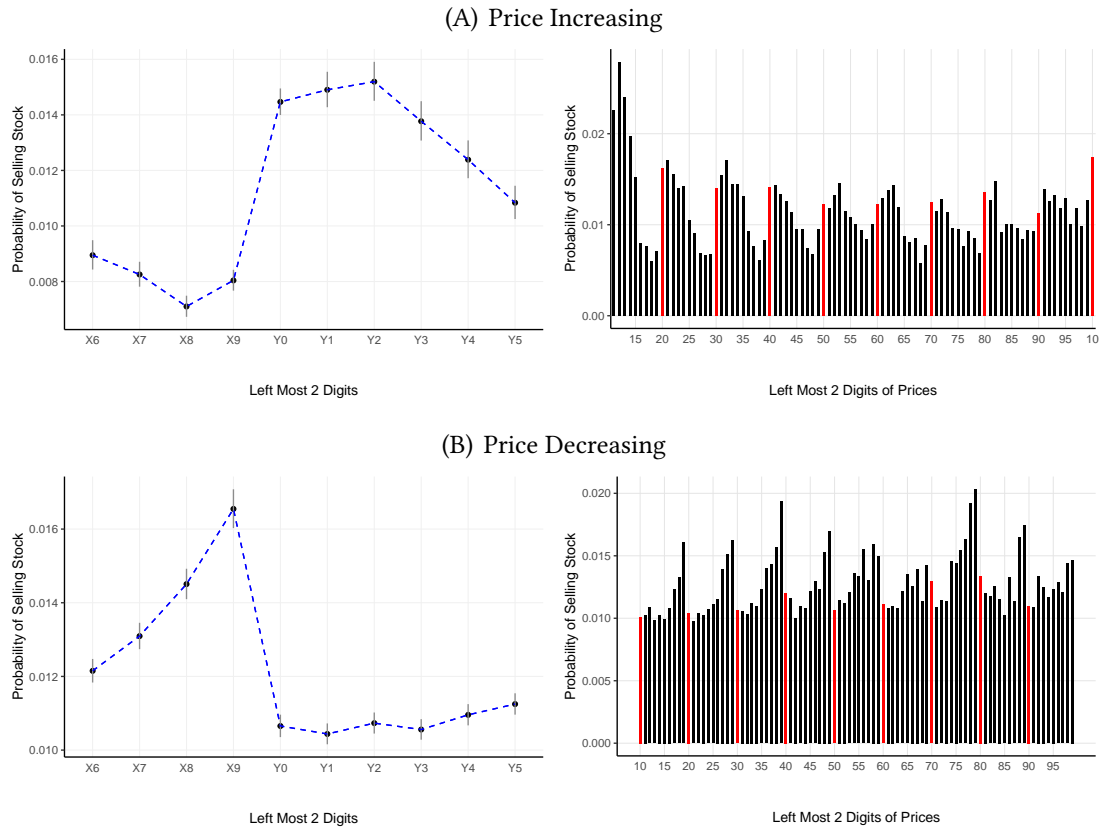 (A) Price Increasing
Probability of Selling Stock
0.016
0.014
0.012
0.010
0.008
X6 X7 X8 X9 Y0 Y1 Y2 Y3 Y4 Y5
Left Most 2 Digits
Probability of Selling Stock
0.02
0.01
0.00
15 20 25 30 35 40 45 50 55 60 65 70 75 80 85 90 95 10
Left Most 2 Digits of Prices
(B) Price Decreasing
Probability of Selling Stock
0.016
0.014
0.012
0.010
X6 X7 X8 X9 Y0 Y1 Y2 Y3 Y4 Y5
Left Most 2 Digits
Probability of Selling Stock
0.020
0.015
0.010
0.005
0.000
10 15 20 25 30 35 40 45 50 55 60 65 70 75 80 85 90 95
Left Most 2 Digits of Prices